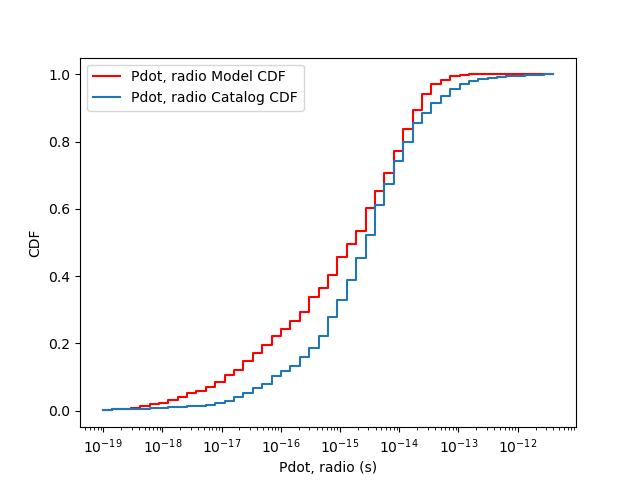 Pdot, radio Model CDF
Pdot, radio Catalog CDF
1.0
0.8
0.6
0.4
0.2
0.0
CDF
10⁻¹⁹ 10⁻¹⁸ 10⁻¹⁷ 10⁻¹⁶ 10⁻¹⁵ 10⁻¹⁴ 10⁻¹³ 10⁻¹²
Pdot, radio (s)